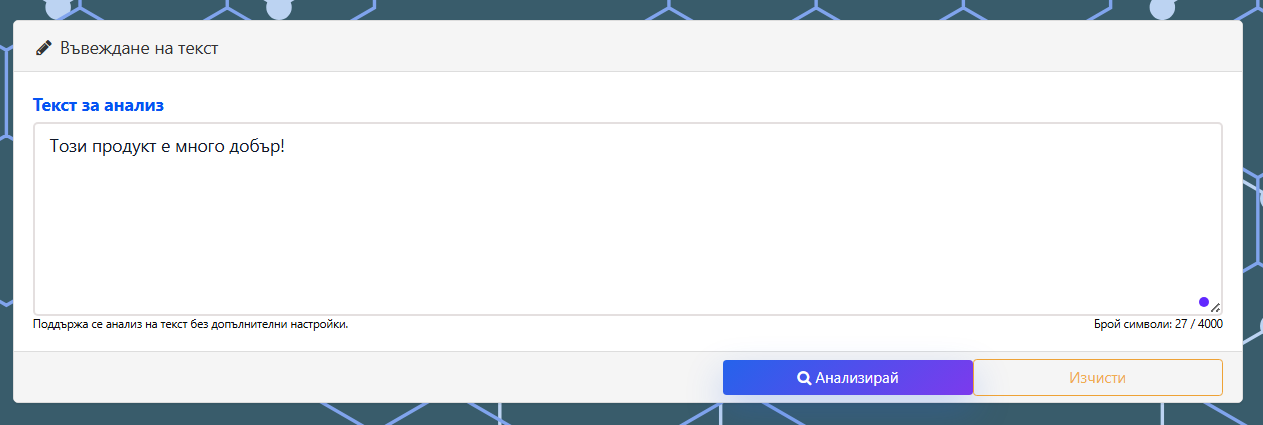 Въвеждане на текст
Текст за анализ
Този продукт е много добър!
Поддържа се анализ на текст без допълнителни настройки.
Брой символи: 27 / 4000
Анализирай
Изчисти